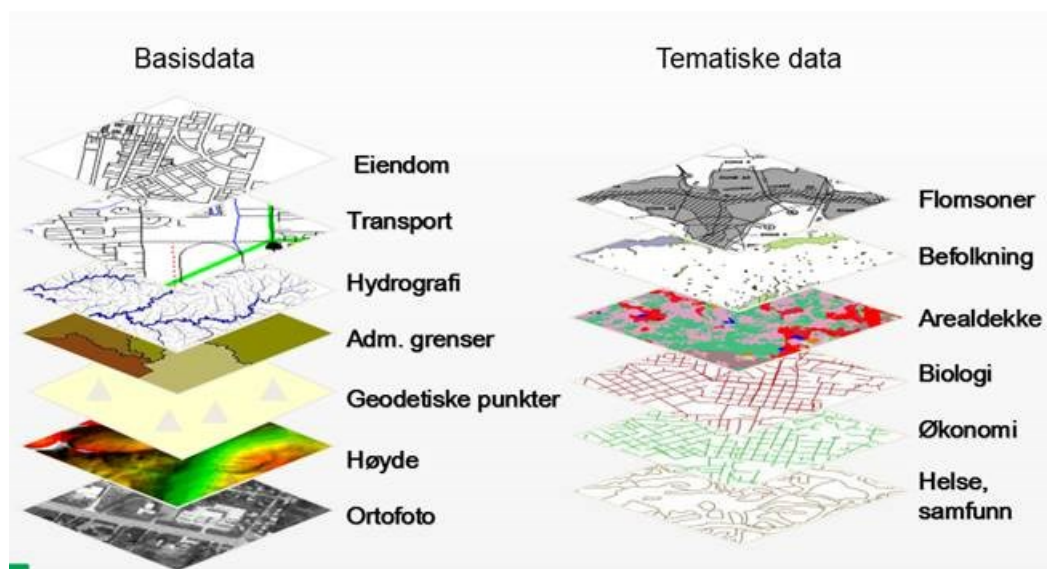 Basisdata
Eiendom
Transport
Hydrografi
Adm. grenser
Geodetiske punkter
Høyde
Ortofoto
Tematiske data
Flomsoner
Befolkning
Arealdekke
Biologi
Økonomi
Helse,
samfunn